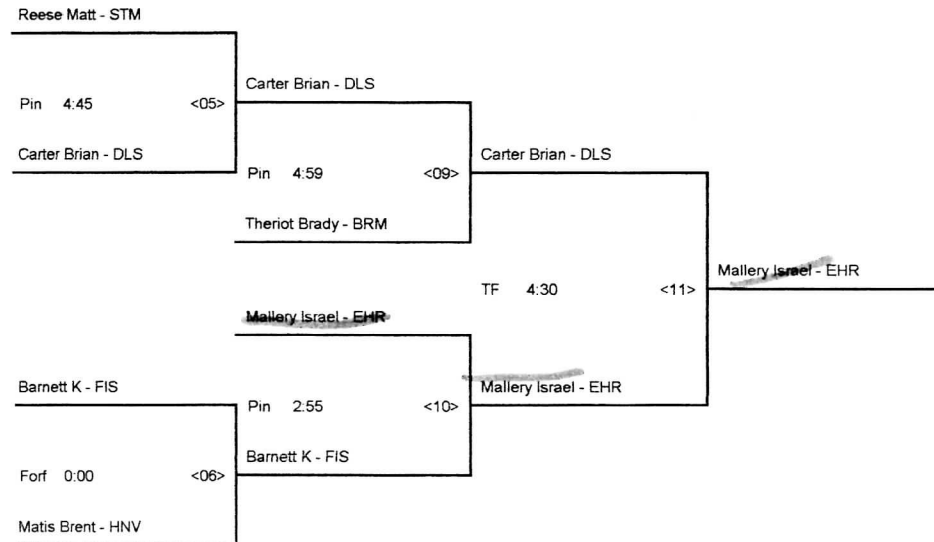 Reese Matt - STM
Pin 4:45 <05>
Carter Brian - DLS
Carter Brian - DLS
Pin 4:59 <09>
Theriot Brady - BRM
Carter Brian - DLS
TF 4:30 <11>
Mallery Israel - EHR
Mallery Israel - EHR
Pin 2:55 <10>
Mallery Israel - EHR
Barnett K - FIS
Barnett K - FIS
Forf 0:00 <06>
Matis Brent - HNV